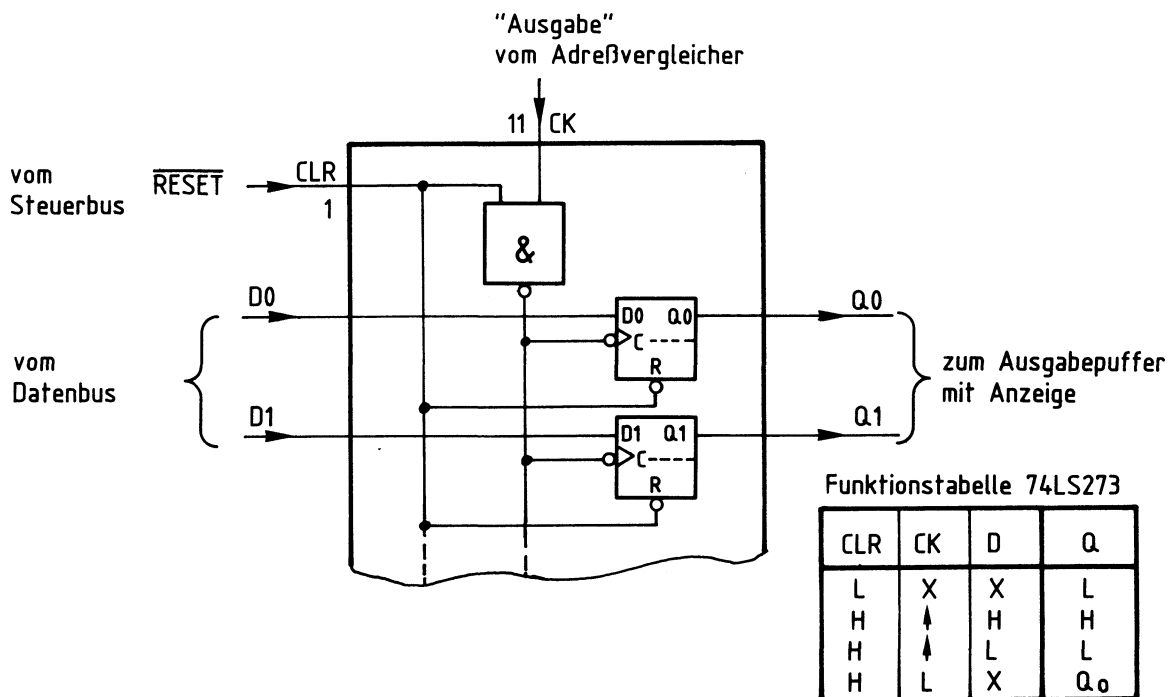 "Ausgabe"
vom Adreßvergleicher
11 CK
vom
Steuerbus
RESET
CLR
1
&
D0
D0 Q0
C
R
Q0
vom
Datenbus
zum Ausgabepuffer
mit Anzeige
D1
D1 Q1
C
R
Q1
Funktionstabelle 74LS273
CLR CK D Q
L X X L
H ↑ H H
H ↑ L L
H L X Q₀